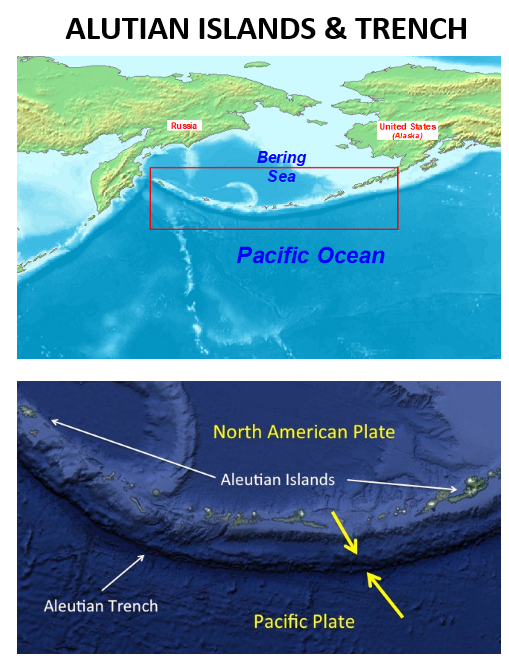 ALUTIAN ISLANDS & TRENCH
Russia
United States
(Alaska)
Bering
Sea
Pacific Ocean
North American Plate
Aleutian Islands
Aleutian Trench
Pacific Plate